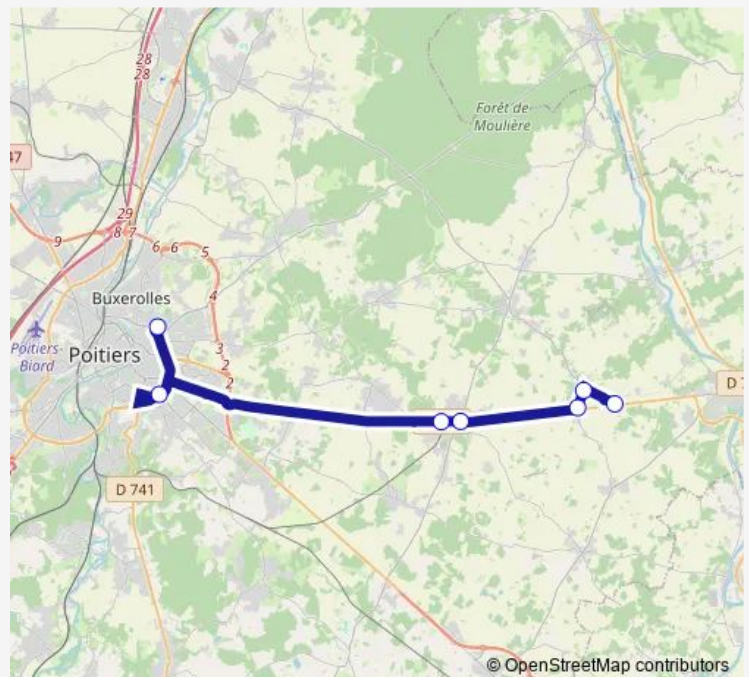 28
28
Forêt de
Moulière
47
29
8 7
9
6 6
5
4
Buxerolles
Poitiers-
Biard
Poitiers
3
2
2
D 7
D 741
© OpenStreetMap contributors